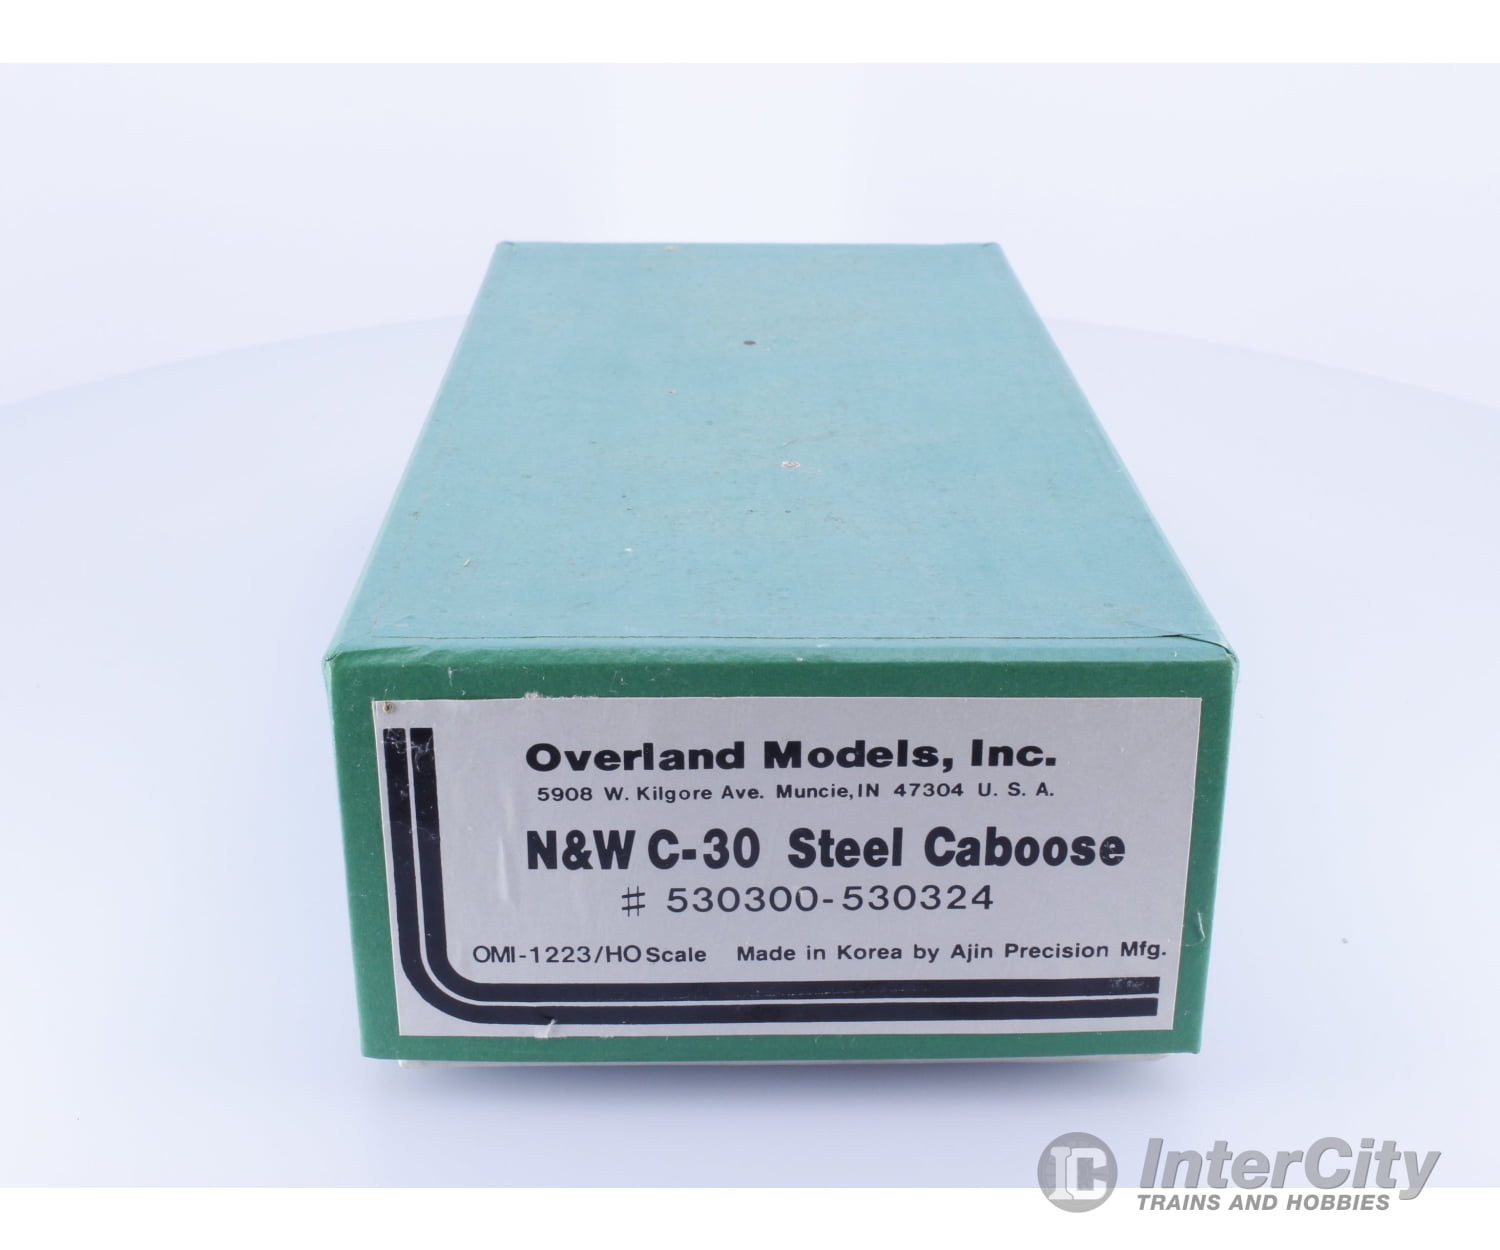 Overland Models, Inc.
5908 W. Kilgore Ave. Muncie, IN 47304 U. S. A.
N&W C-30 Steel Caboose
# 530300-530324
OMI-1223/HO Scale Made in Korea by Ajin Precision Mfg.
IC InterCity
TRAINS AND HOBBIES